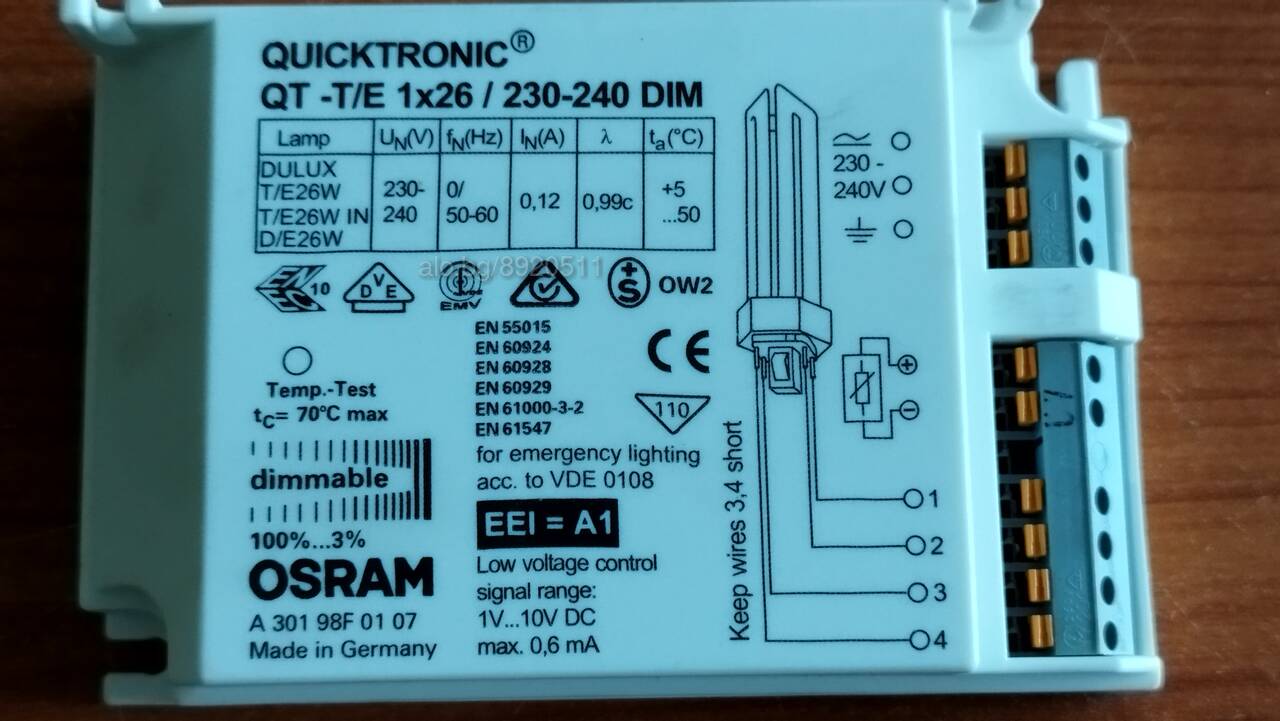 QUICKTRONIC®
QT -T/E 1x26 / 230-240 DIM
Lamp UN(V) fN(Hz) IN(A) λ ta(°C)
DULUX
T/E26W
T/E26W IN
D/E26W
230-
240
0/
50-60
0,12
0,99c
+5
...50
alo.bg/8920511
10
VDE
EMV
S
OW2
Temp.-Test
tC= 70°C max
dimmable
100%...3%
OSRAM
A 301 98F 01 07
Made in Germany
EN 55015
EN 60924
EN 60928
EN 60929
EN 61000-3-2
EN 61547
for emergency lighting
acc. to VDE 0108
EEI = A1
Low voltage control
signal range:
1V...10V DC
max. 0,6 mA
CE
110
Keep wires 3,4 short
230 -
240V
+
−
1
2
3
4